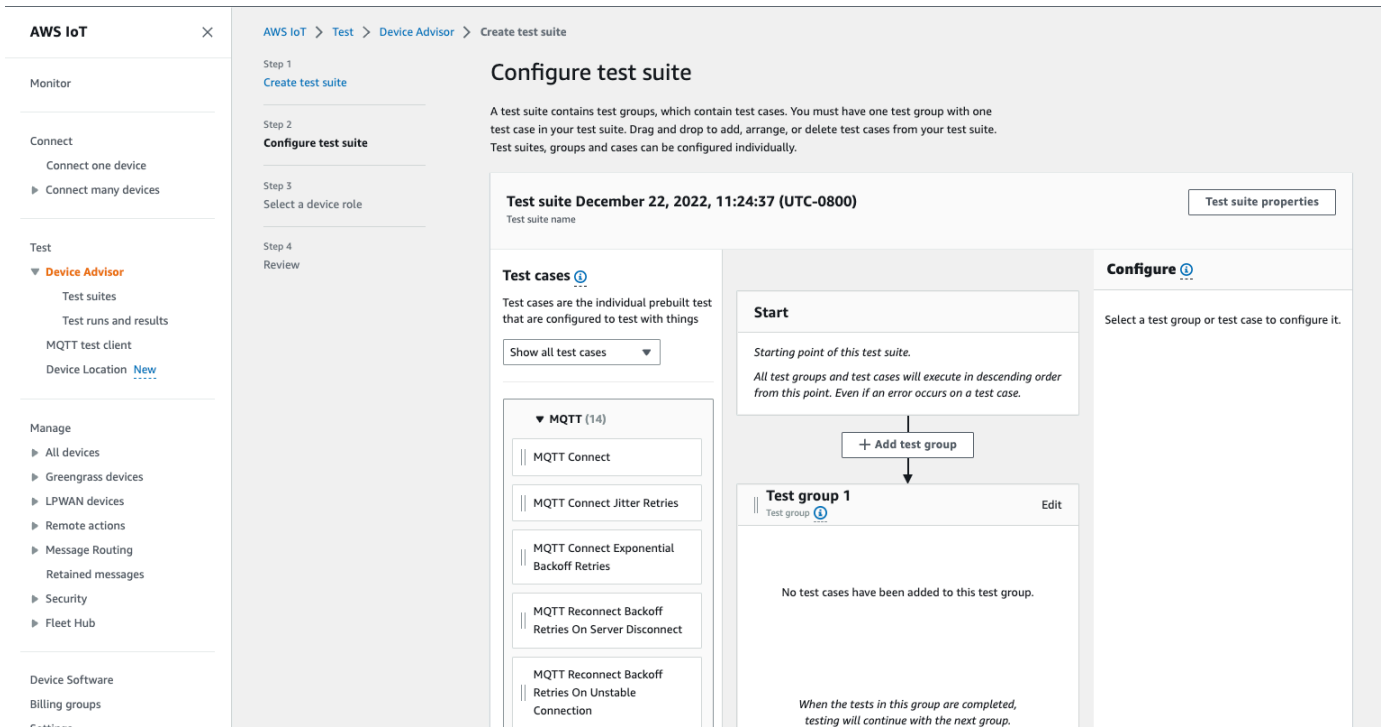 AWS IoT
Monitor
Connect
Connect one device
Connect many devices
Test
Device Advisor
Test suites
Test runs and results
MQTT test client
Device Location New
Manage
All devices
Greengrass devices
LPWAN devices
Remote actions
Message Routing
Retained messages
Security
Fleet Hub
Device Software
Billing groups
Settings
AWS IoT > Test > Device Advisor > Create test suite
Step 1
Create test suite
Step 2
Configure test suite
Step 3
Select a device role
Step 4
Review
Configure test suite
A test suite contains test groups, which contain test cases. You must have one test group with one
test case in your test suite. Drag and drop to add, arrange, or delete test cases from your test suite.
Test suites, groups and cases can be configured individually.
Test suite December 22, 2022, 11:24:37 (UTC-0800)
Test suite name
Test suite properties
Test cases
Test cases are the individual prebuilt test
that are configured to test with things
Show all test cases
MQTT (14)
MQTT Connect
MQTT Connect Jitter Retries
MQTT Connect Exponential
Backoff Retries
MQTT Reconnect Backoff
Retries On Server Disconnect
MQTT Reconnect Backoff
Retries On Unstable
Connection
Start
Starting point of this test suite.
All test groups and test cases will execute in descending order
from this point. Even if an error occurs on a test case.
+ Add test group
Test group 1
Test group
Edit
No test cases have been added to this test group.
When the tests in this group are completed,
testing will continue with the next group.
Configure
Select a test group or test case to configure it.